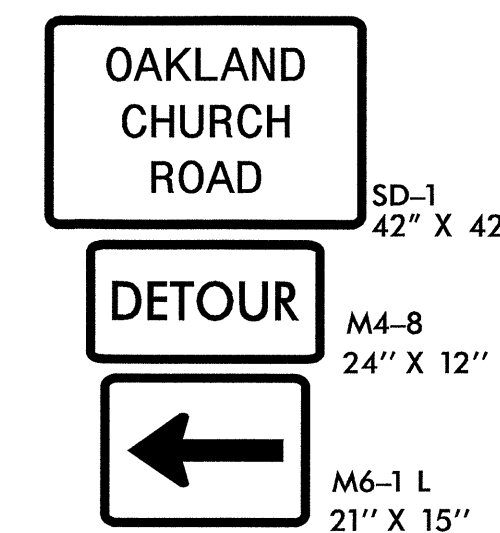 OAKLAND
CHURCH
ROAD
SD-1
42" X 42
DETOUR
M4-8
24'' X 12''
M6-1 L
21'' X 15''